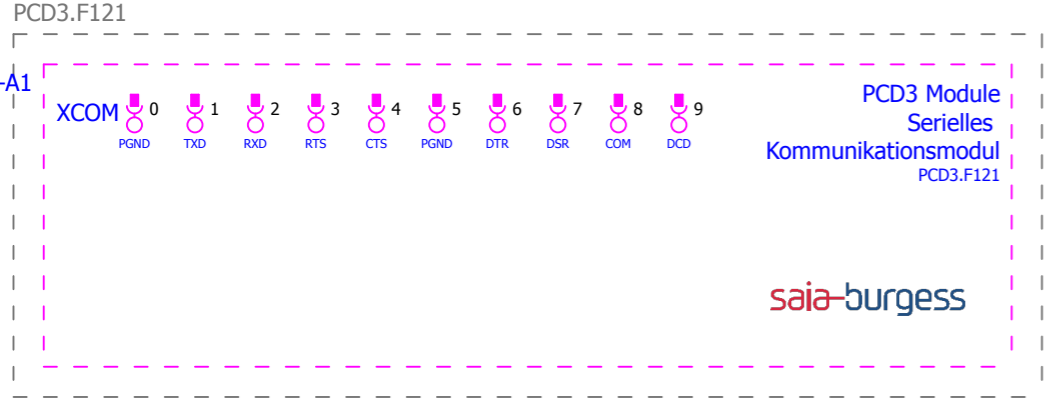 PCD3.F121
-A1
XCOM 0 1 2 3 4 5 6 7 8 9
PGND TXD RXD RTS CTS PGND DTR DSR COM DCD
PCD3 Module
Serielles
Kommunikationsmodul
PCD3.F121
saia-burgess